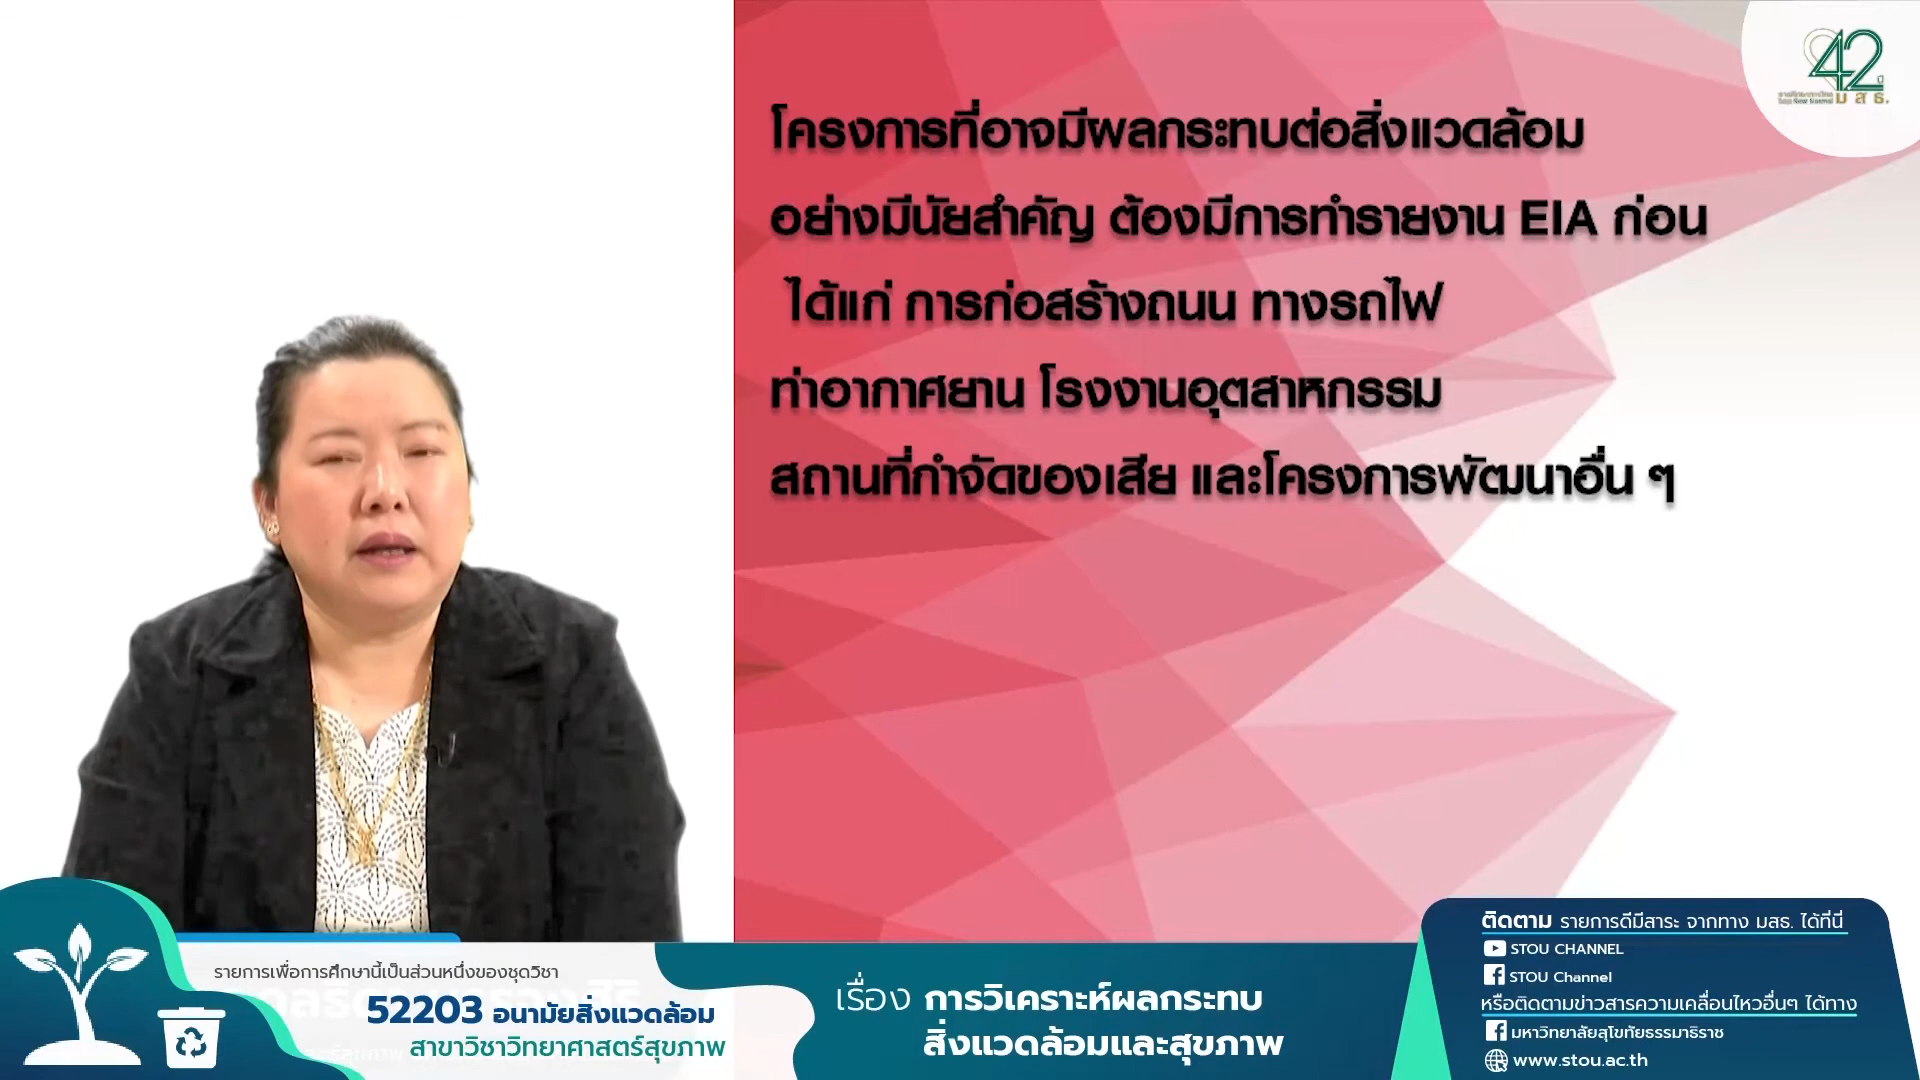 โครงการที่อาจมีผลกระทบต่อสิ่งแวดล้อม
อย่างมีนัยสำคัญ ต้องมีการทำรายงาน EIA ก่อน
ได้แก่ การก่อสร้างถนน ทางรถไฟ
ท่าอากาศยาน โรงงานอุตสาหกรรม
สถานที่กำจัดของเสีย และโครงการพัฒนาอื่น ๆ
42 ปี
มสธ.
รายการเพื่อการศึกษานี้เป็นส่วนหนึ่งของชุดวิชา
52203 อนามัยสิ่งแวดล้อม
สาขาวิชาวิทยาศาสตร์สุขภาพ
เรื่อง การวิเคราะห์ผลกระทบ
สิ่งแวดล้อมและสุขภาพ
ติดตาม รายการดีมีสาระ จากทาง มสธ. ได้ที่นี่
STOU CHANNEL
STOU Channel
หรือติดตามข่าวสารความเคลื่อนไหวอื่นๆ ได้ทาง
มหาวิทยาลัยสุโขทัยธรรมาธิราช
www.stou.ac.th